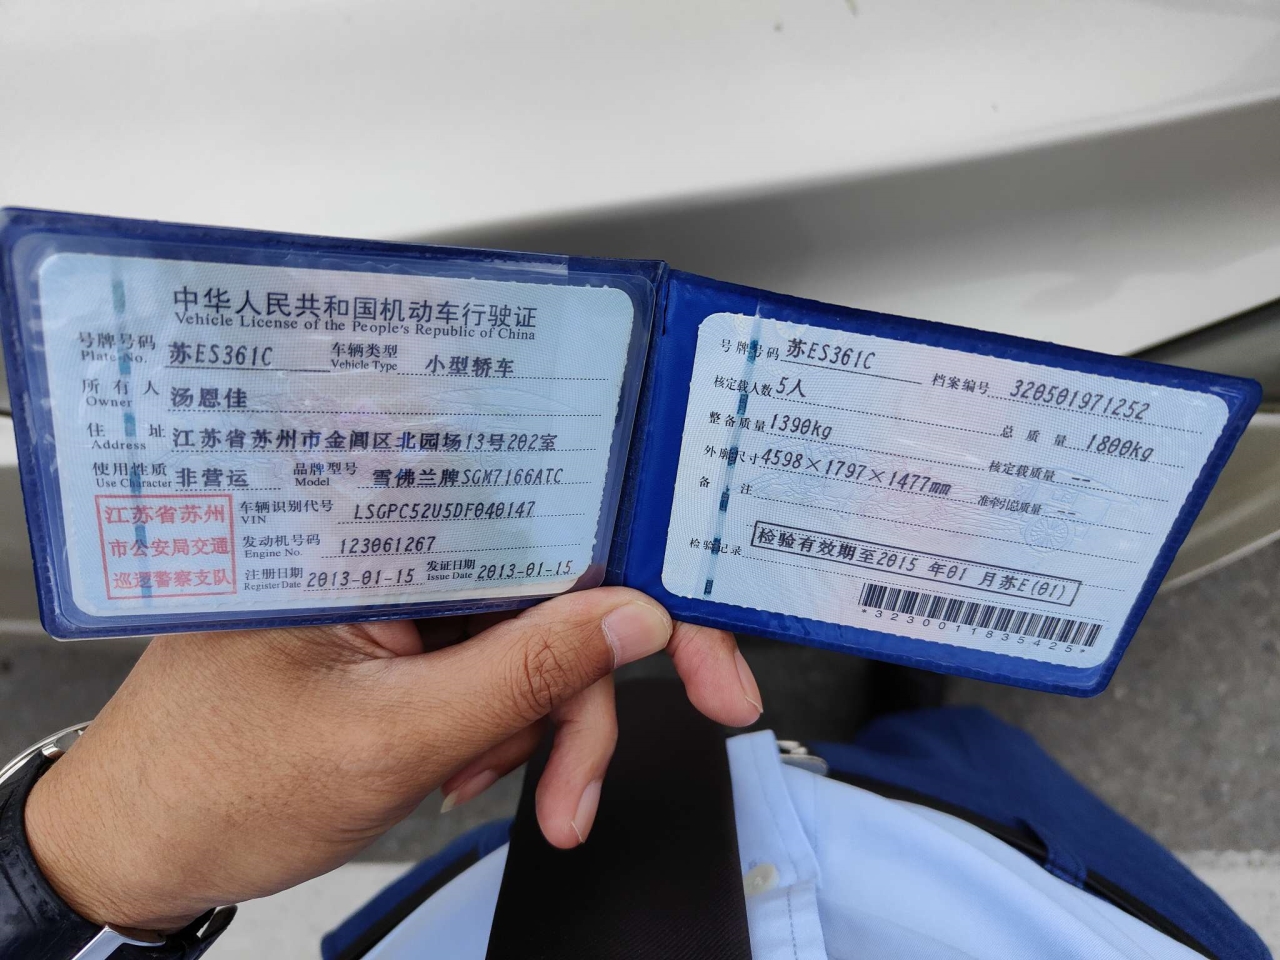 中华人民共和国机动车行驶证
Vehicle License of the People's Republic of China
号牌号码 苏ES361C 车辆类型 小型轿车
Plate No. Vehicle Type
所有人 汤恩佳
Owner
住址 江苏省苏州市金阊区北园场13号202室
Address
使用性质 非营运 品牌型号 雪佛兰牌SGM7166ATC
Use Character Model
江苏省苏州
市公安局交通
巡逻警察支队
车辆识别代号 LSGPC52U5DF040147
VIN
发动机号码 123061267
Engine No.
注册日期 2013-01-15 发证日期 2013-01-15
Register Date Issue Date
号牌号码 苏ES361C 档案编号 320501971252
核定载人数 5人 总质量 1800kg
整备质量 1390kg 核定载质量 --
外廓尺寸 4598×1797×1477mm 准牵引总质量 --
备注
检验记录 检验有效期至2015 年01 月苏E(01)
*3230011835425*